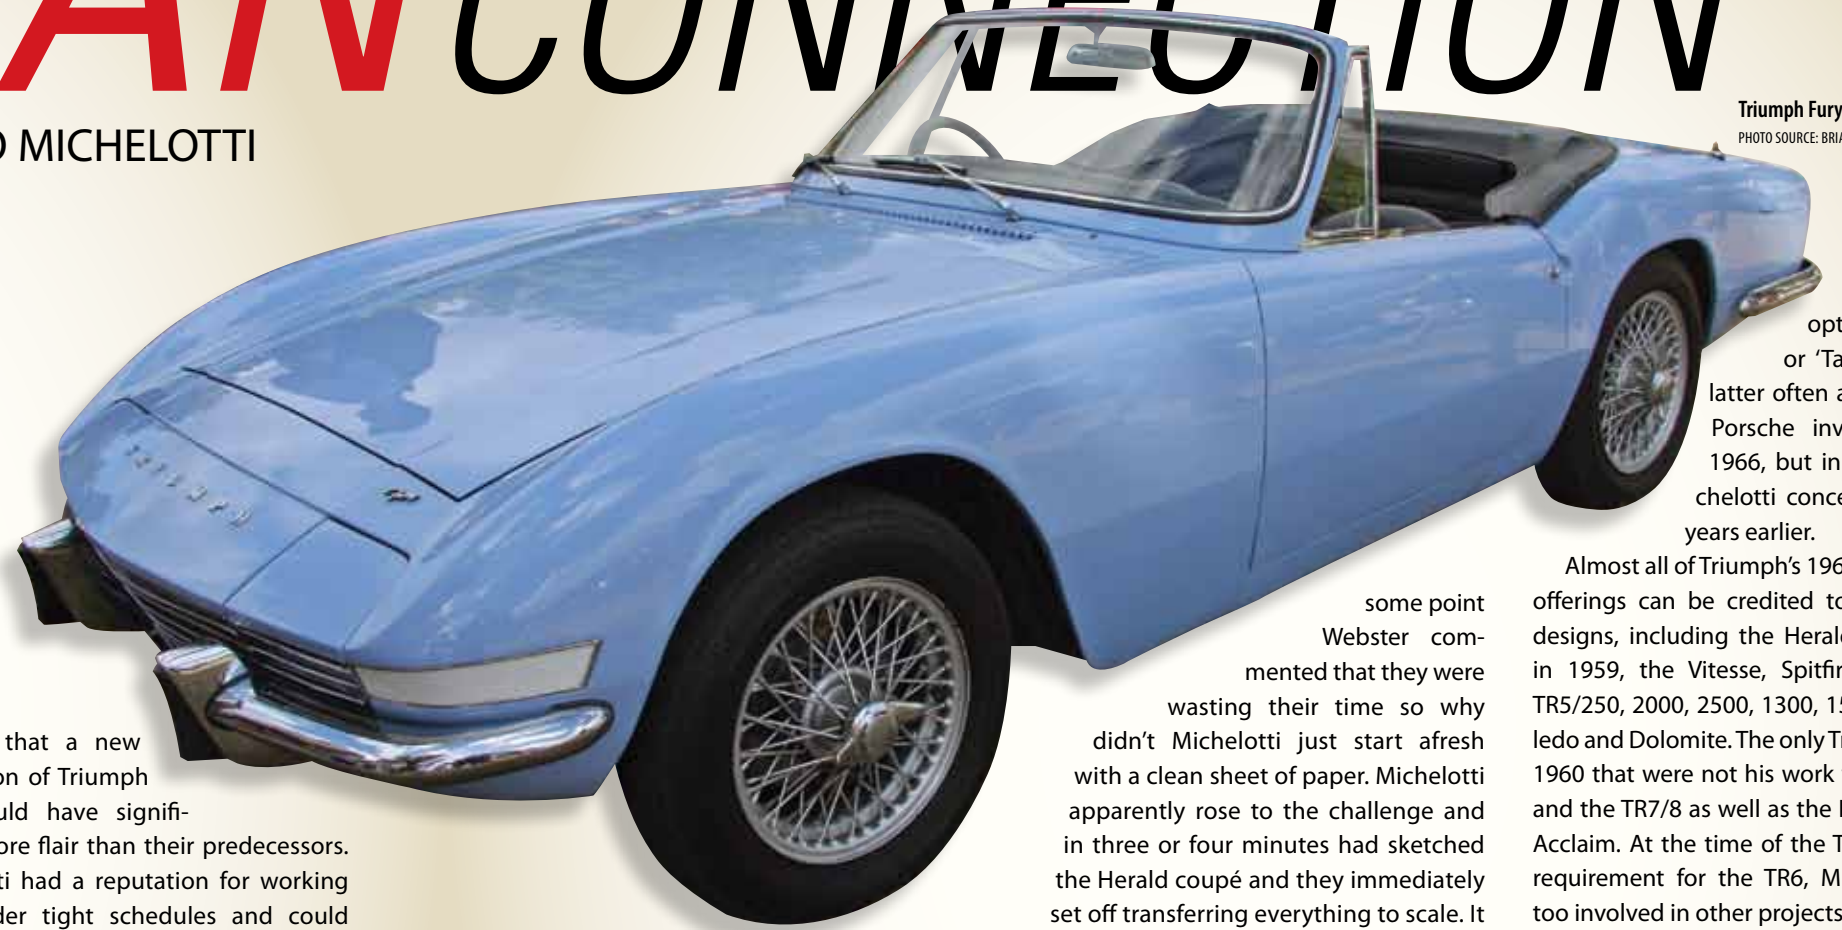 AN CONNECTION
O MICHELOTTI
Triumph Fury
PHOTO SOURCE: BRIA
TRIUMPH
that a new
on of Triumph
uld have signifi-
ore flair than their predecessors.
ti had a reputation for working
der tight schedules and could
some point
Webster com-
mented that they were
wasting their time so why
didn’t Michelotti just start afresh
with a clean sheet of paper. Michelotti
apparently rose to the challenge and
in three or four minutes had sketched
the Herald coupé and they immediately
set off transferring everything to scale. It
opt
or ‘Ta
latter often a
Porsche inv
1966, but in
chelotti conce
years earlier.
Almost all of Triumph’s 196
offerings can be credited to
designs, including the Herald
in 1959, the Vitesse, Spitfir
TR5/250, 2000, 2500, 1300, 15
ledo and Dolomite. The only Tr
1960 that were not his work
and the TR7/8 as well as the
Acclaim. At the time of the T
requirement for the TR6, M
too involved in other projects